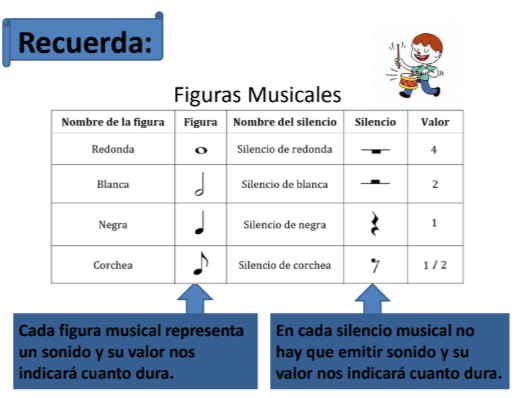 Recuerda:
Figuras Musicales
Nombre de la figura Figura Nombre del silencio Silencio Valor
Redonda Silencio de redonda 4
Blanca Silencio de blanca 2
Negra Silencio de negra 1
Corchea Silencio de corchea 1 / 2
Cada figura musical representa
un sonido y su valor nos
indicará cuanto dura.
En cada silencio musical no
hay que emitir sonido y su
valor nos indicará cuanto dura.